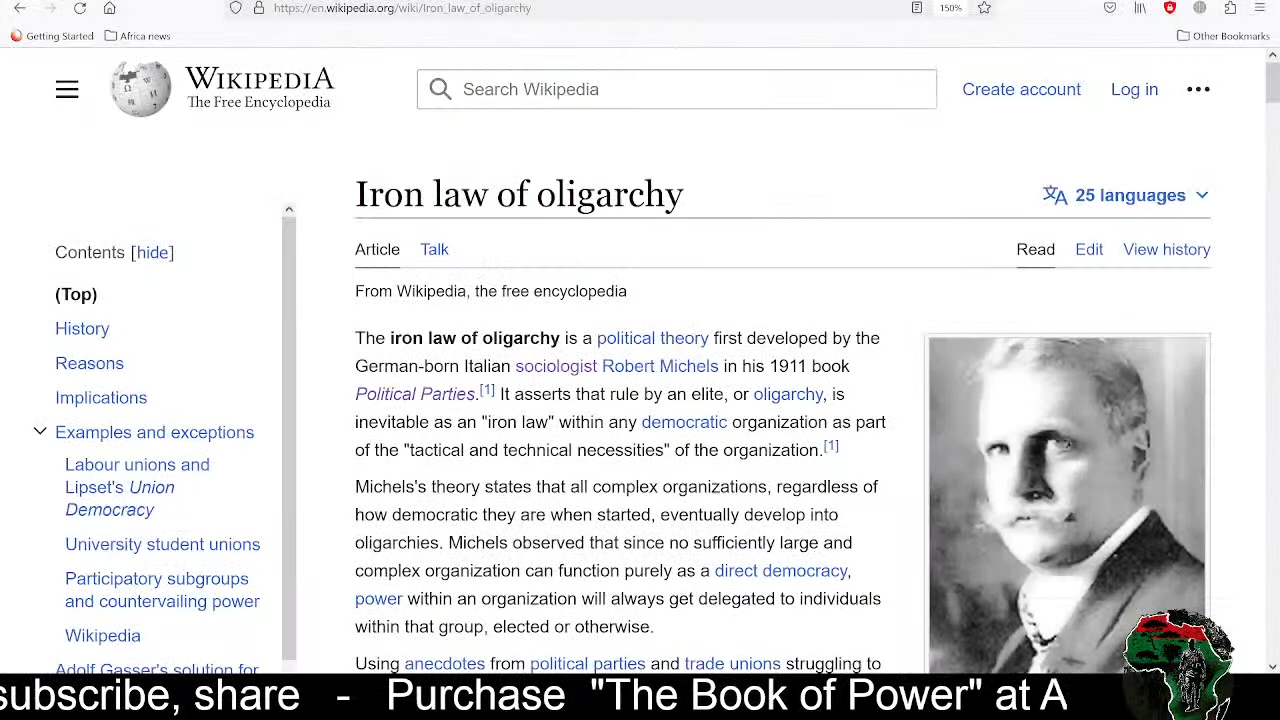 https://en.wikipedia.org/wiki/Iron_law_of_oligarchy
150%
Getting Started
Africa news
Other Bookmarks
WIKIPEDIA
The Free Encyclopedia
Search Wikipedia
Create account
Log in
Iron law of oligarchy
25 languages
Article
Talk
Read
Edit
View history
Contents [hide]
(Top)
History
Reasons
Implications
Examples and exceptions
Labour unions and
Lipset's Union
Democracy
University student unions
Participatory subgroups
and countervailing power
Wikipedia
Adolf Gasser's solution for
From Wikipedia, the free encyclopedia
The iron law of oligarchy is a political theory first developed by the
German-born Italian sociologist Robert Michels in his 1911 book
Political Parties.[1] It asserts that rule by an elite, or oligarchy, is
inevitable as an "iron law" within any democratic organization as part
of the "tactical and technical necessities" of the organization.[1]
Michels's theory states that all complex organizations, regardless of
how democratic they are when started, eventually develop into
oligarchies. Michels observed that since no sufficiently large and
complex organization can function purely as a direct democracy,
power within an organization will always get delegated to individuals
within that group, elected or otherwise.
Using anecdotes from political parties and trade unions struggling to
subscribe, share - Purchase "The Book of Power" at A